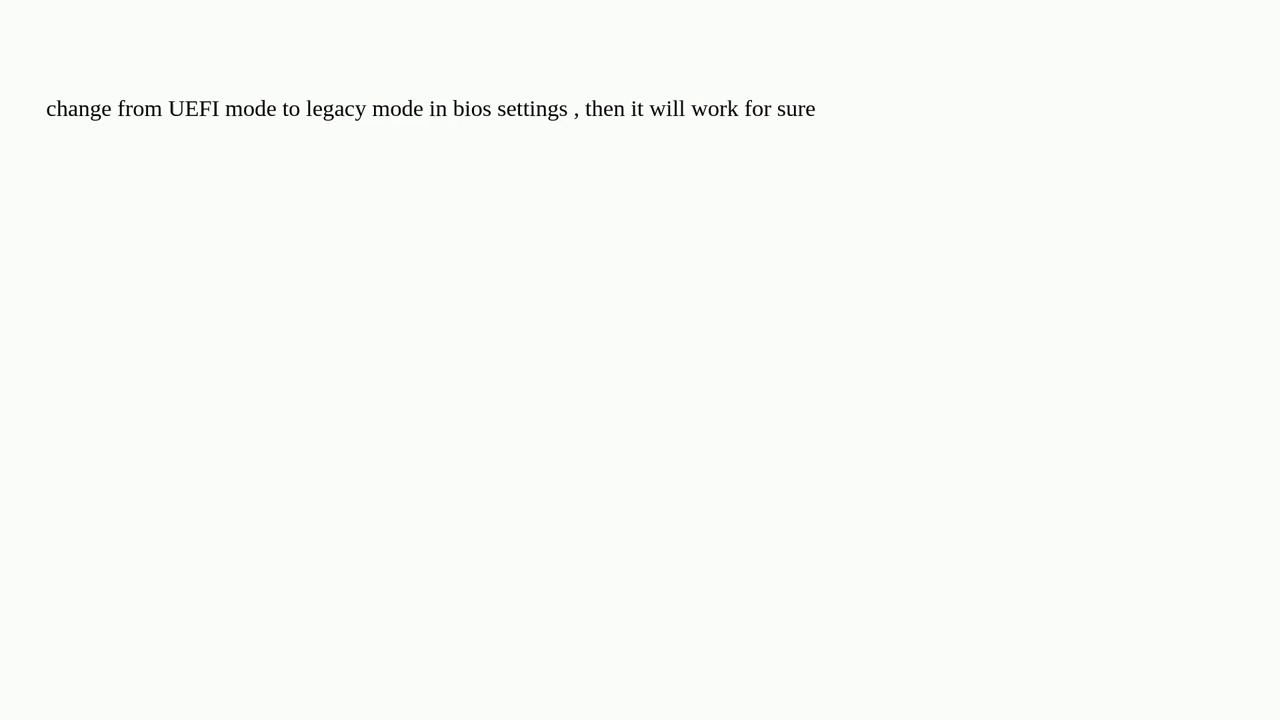 change from UEFI mode to legacy mode in bios settings , then it will work for sure